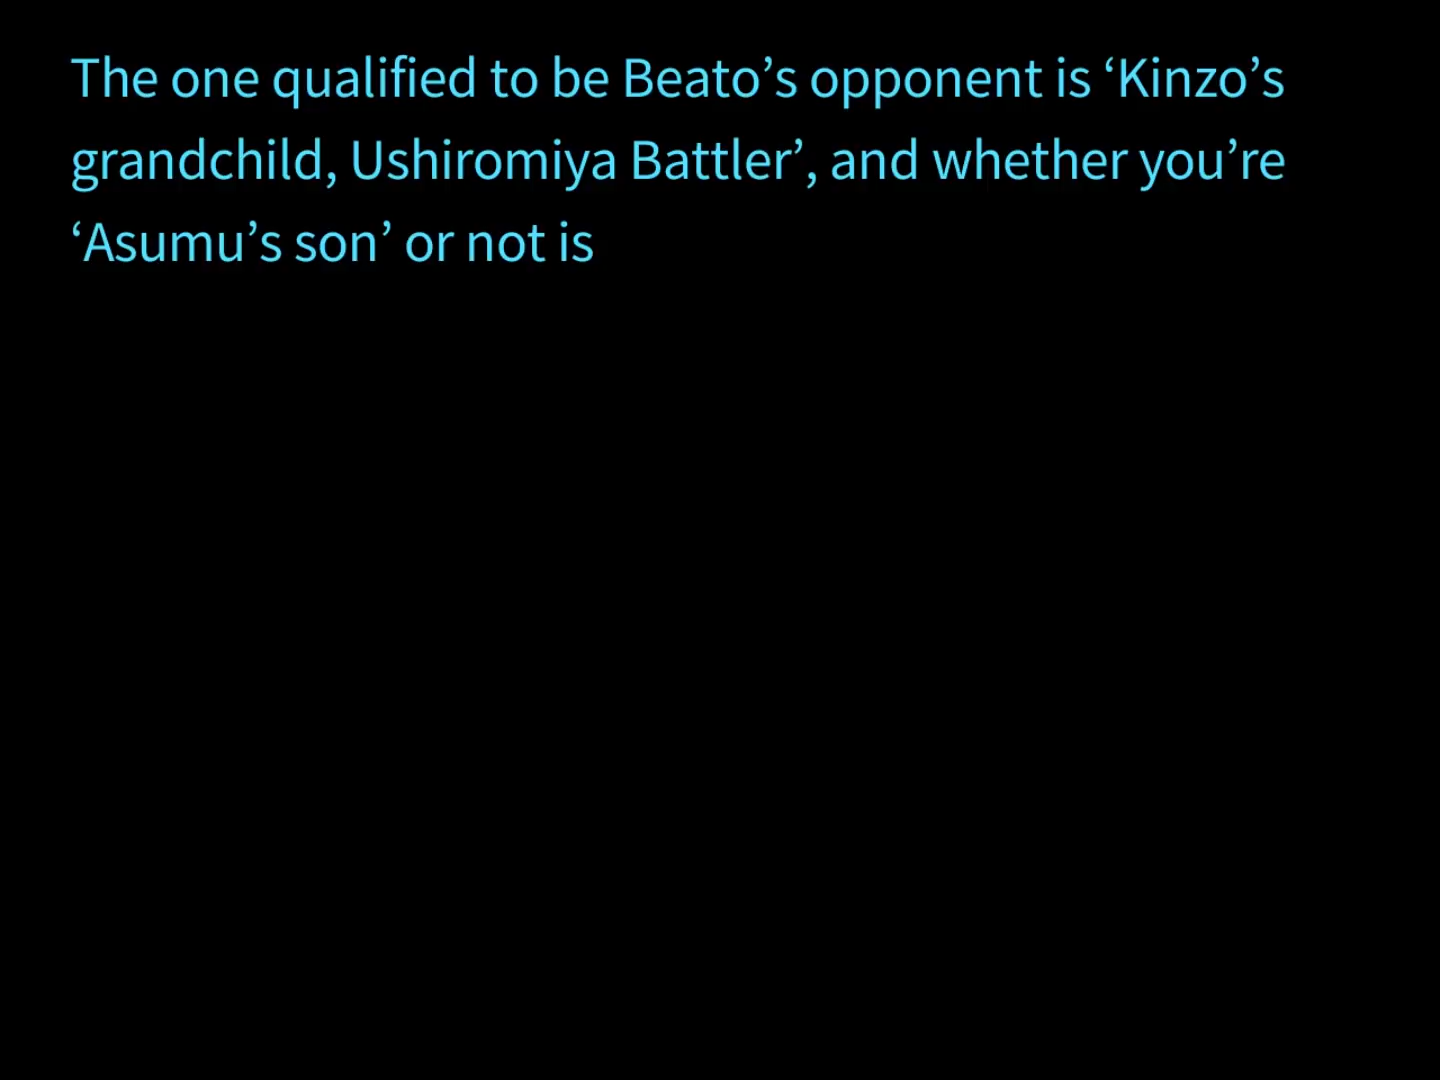 The one qualified to be Beato’s opponent is ‘Kinzo’s
grandchild, Ushiromiya Battler’, and whether you’re
‘Asumu’s son’ or not is